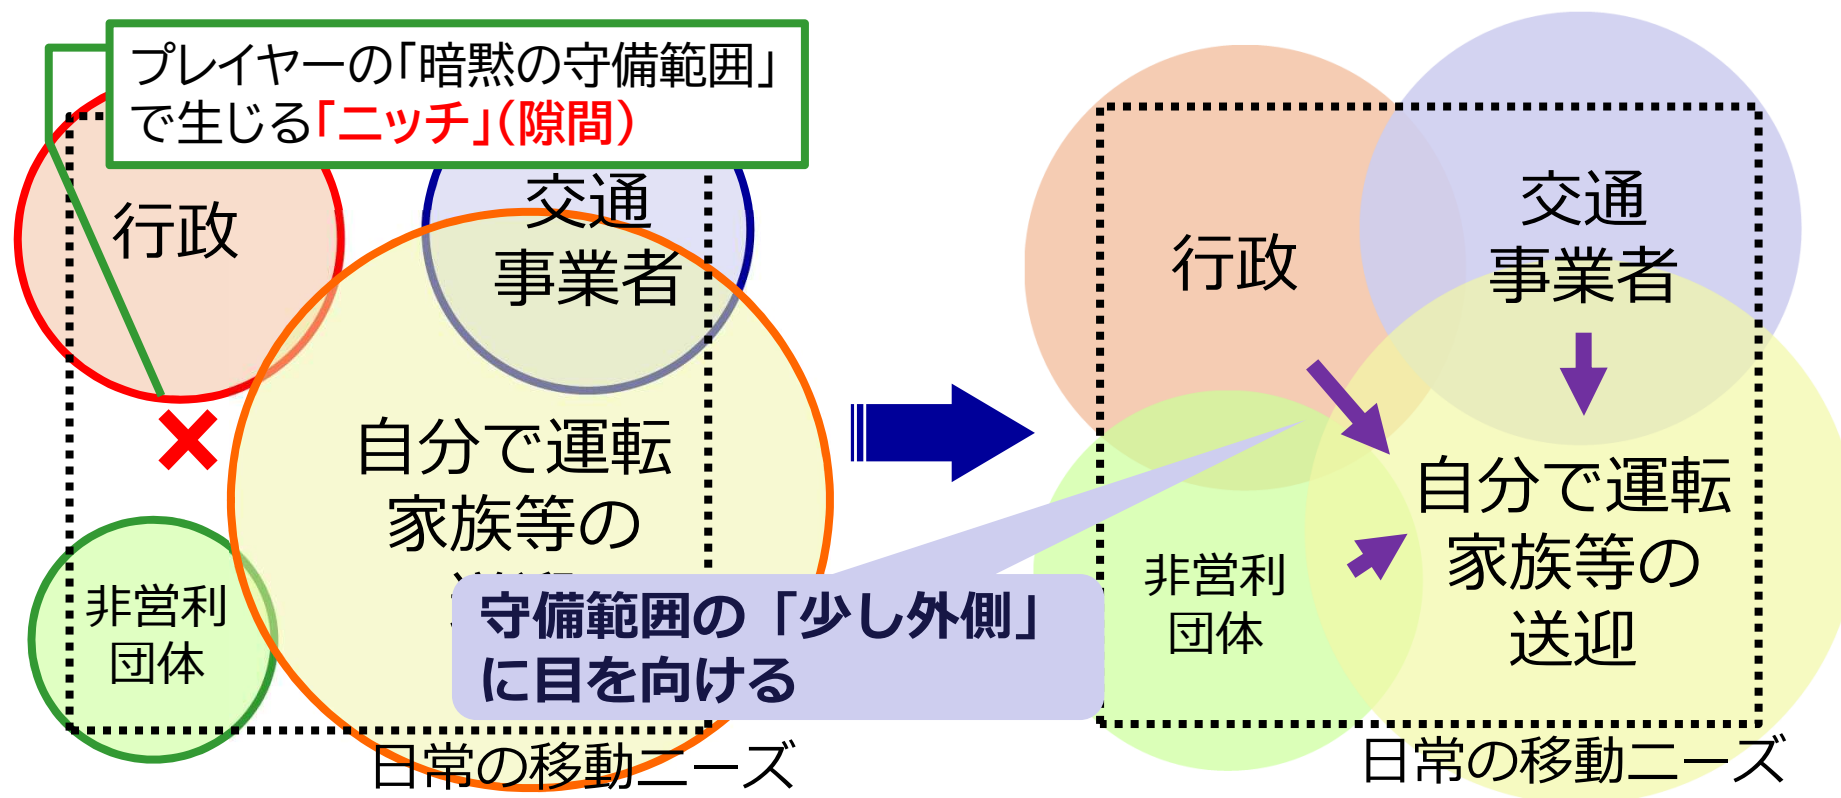 プレイヤーの「暗黙の守備範囲」
で生じる「ニッチ」（隙間）
行政
交通
事業者
自分で運転
家族等の
非営利
団体
日常の移動ニーズ
守備範囲の「少し外側」
に目を向ける
行政
交通
事業者
自分で運転
家族等の
送迎
非営利
団体
日常の移動ニーズ